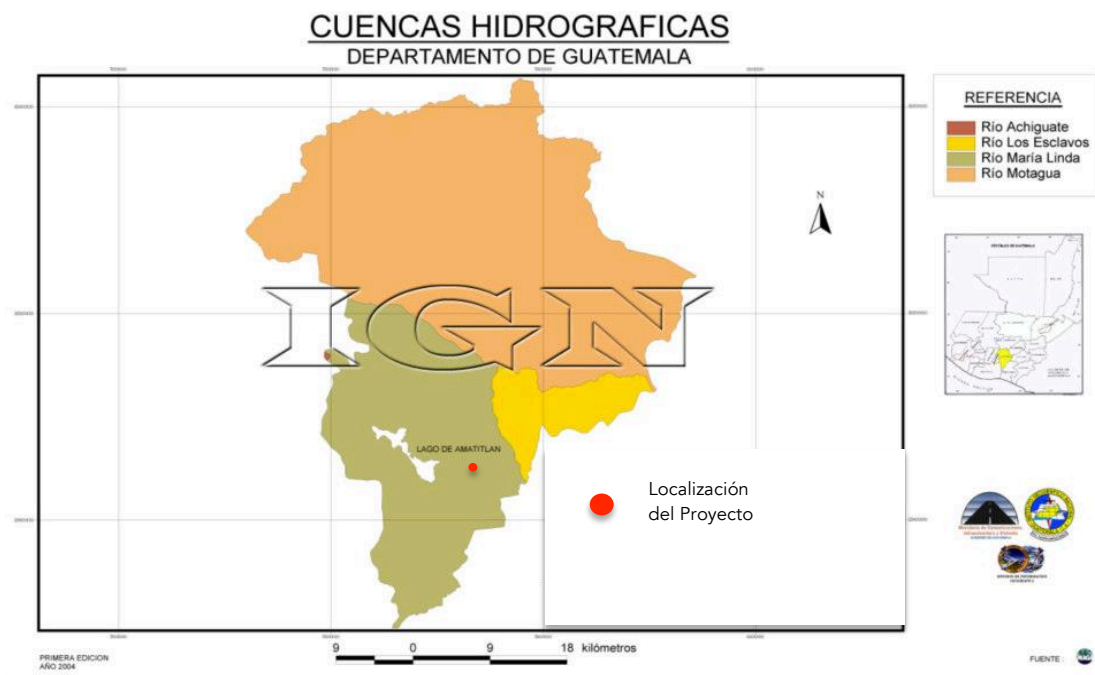 CUENCAS HIDROGRAFICAS
DEPARTAMENTO DE GUATEMALA
REFERENCIA
Río Achiguate
Río Los Esclavos
Río María Linda
Río Motagua
N
IGN
LAGO DE AMATITLAN
Localización
del Proyecto
9 0 9 18 kilómetros
PRIMERA EDICION
AÑO 2004
FUENTE :